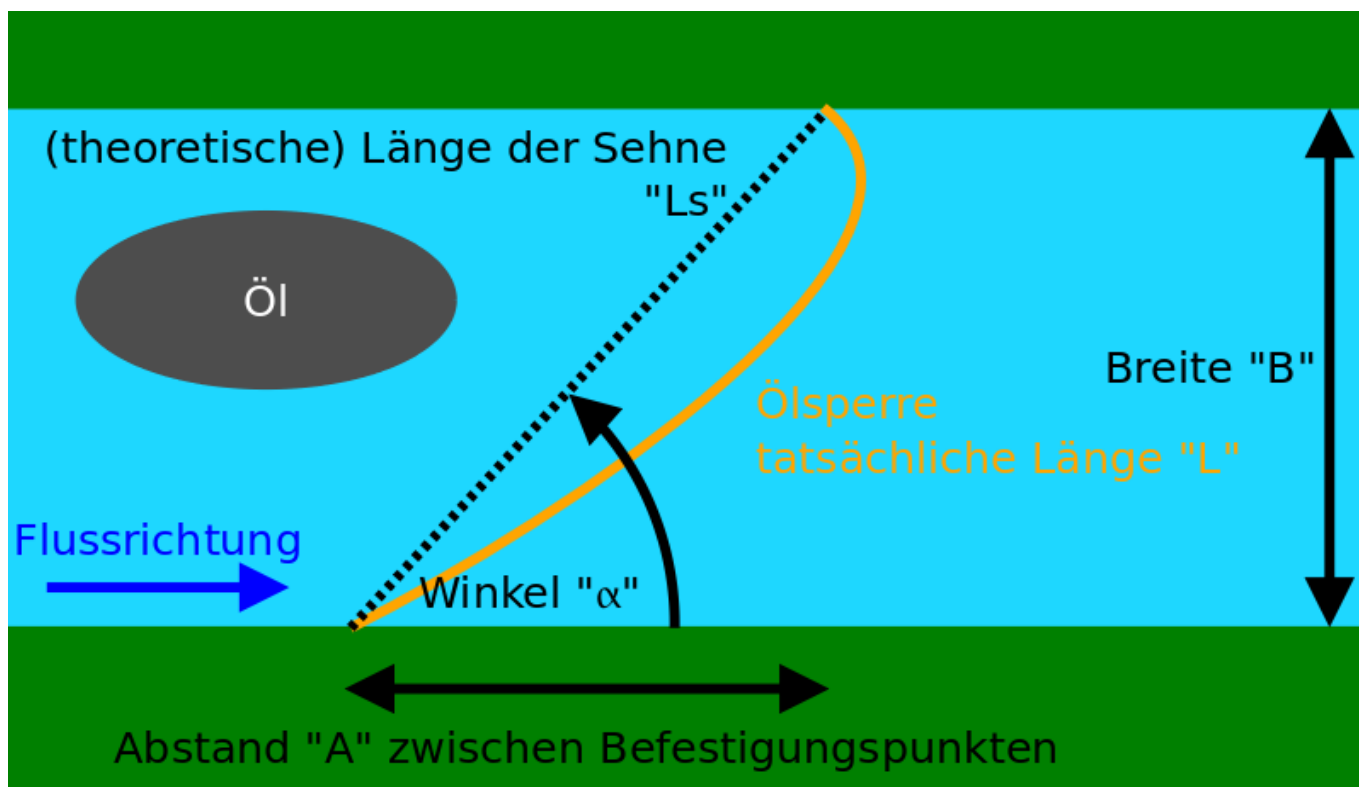 (theoretische) Länge der Sehne
"Ls"
Öl
Breite "B"
Ölsperre
tatsächliche Länge "L"
Flussrichtung
Winkel "α"
Abstand "A" zwischen Befestigungspunkten